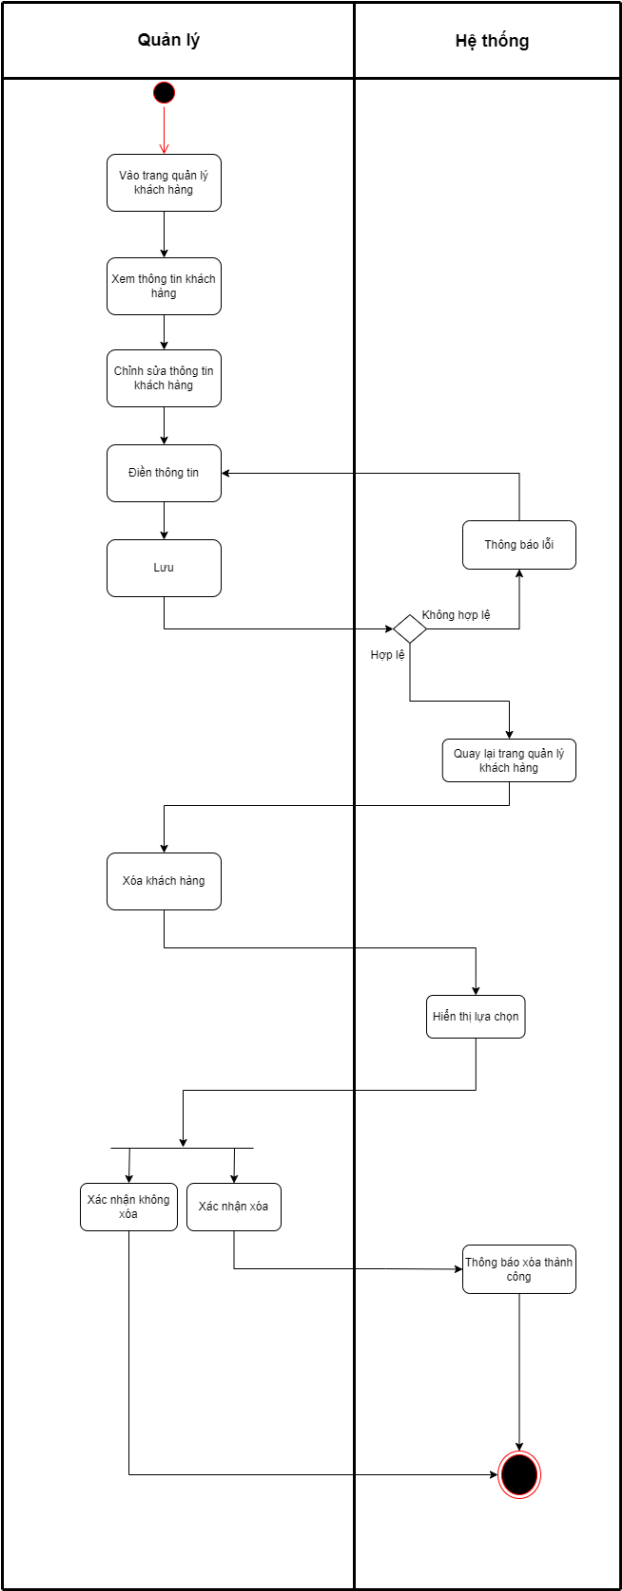 Quản lý
Hệ thống
Vào trang quản lý
khách hàng
Xem thông tin khách
hàng
Chỉnh sửa thông tin
khách hàng
Điền thông tin
Thông báo lỗi
Lưu
Không hợp lệ
Hợp lệ
Quay lại trang quản lý
khách hàng
Xóa khách hàng
Hiển thị lựa chọn
Xác nhận không
xóa
Xác nhận xóa
Thông báo xóa thành
công